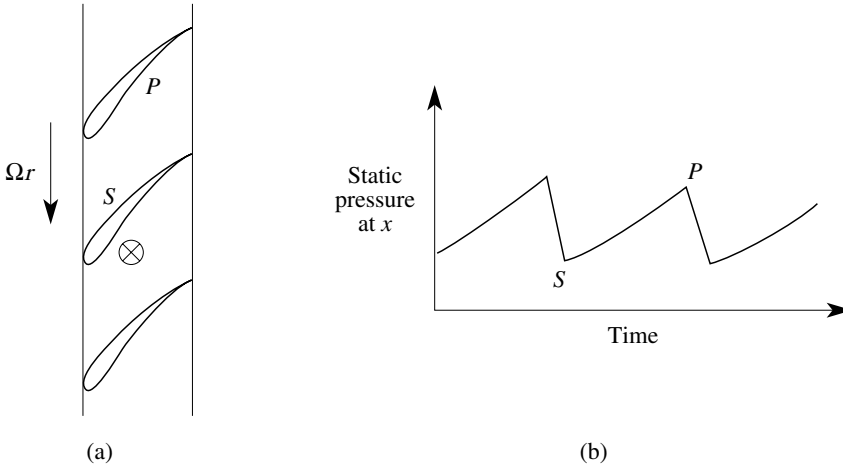 P
S
Ωr
(a)
Static
pressure
at x
P
S
Time
(b)